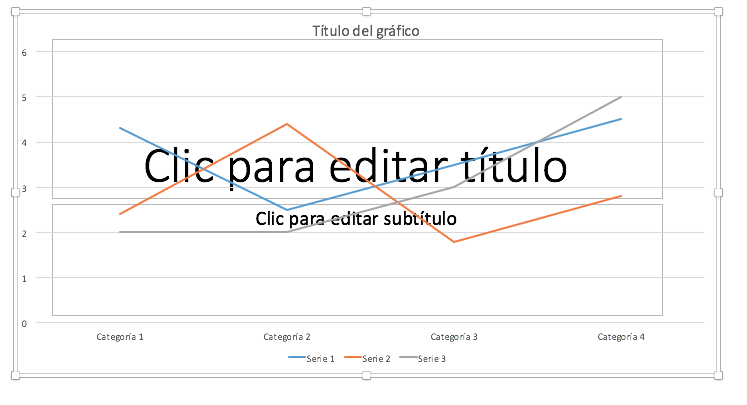 Título del gráfico
6
5
4
Clic para editar título
3
Clic para editar subtítulo
2
1
0
Categoría 1 Categoría 2 Categoría 3 Categoría 4
Serie 1 Serie 2 Serie 3